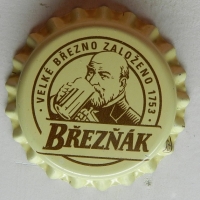 · VELKÉ BŘEZNO ZALOŽENO 1753 ·
BŘEZŇÁK